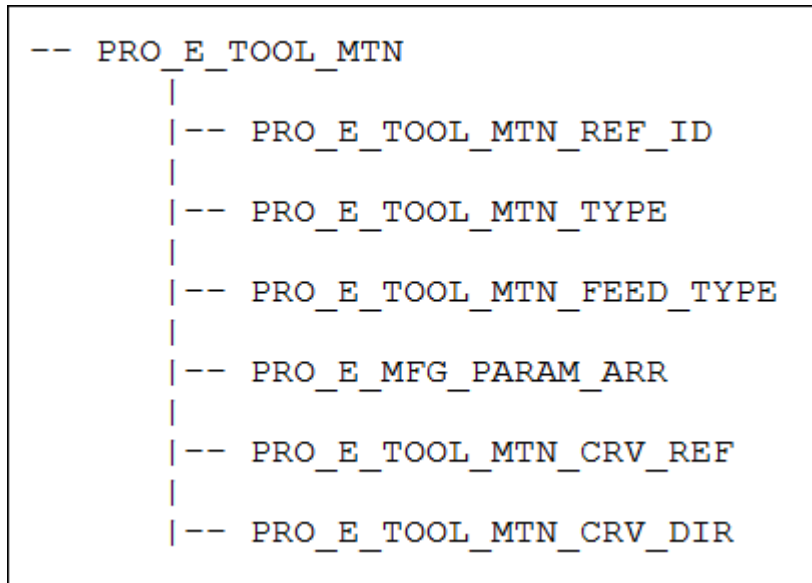 -- PRO_E_TOOL_MTN
|
|-- PRO_E_TOOL_MTN_REF_ID
|
|-- PRO_E_TOOL_MTN_TYPE
|
|-- PRO_E_TOOL_MTN_FEED_TYPE
|
|-- PRO_E_MFG_PARAM_ARR
|
|-- PRO_E_TOOL_MTN_CRV_REF
|
|-- PRO_E_TOOL_MTN_CRV_DIR